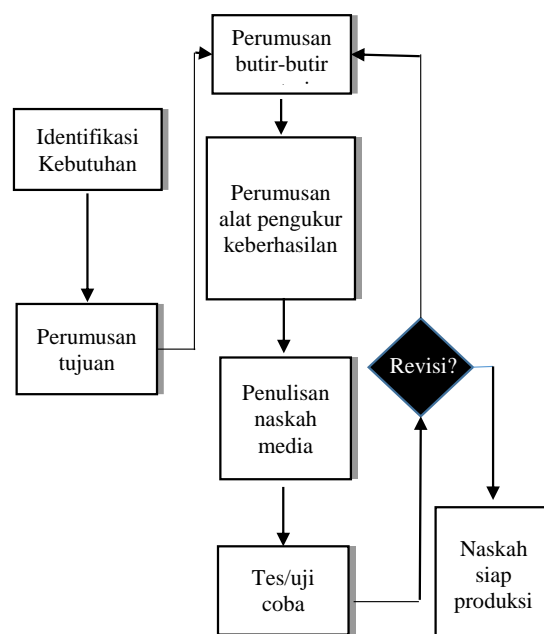 Identifikasi
Kebutuhan
Perumusan
tujuan
Perumusan
butir-butir
Perumusan
alat pengukur
keberhasilan
Penulisan
naskah
media
Tes/uji
coba
Revisi?
Naskah
siap
produksi